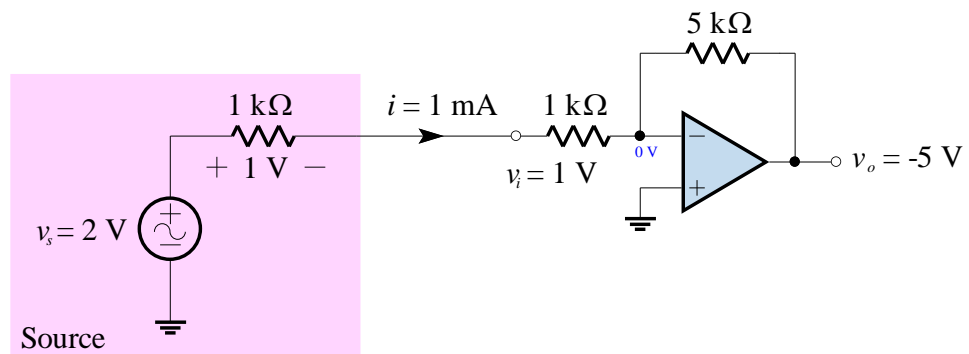 5 kΩ
1 kΩ
i = 1 mA
1 kΩ
−
0 V
+ 1 V −
v_i = 1 V
v_o = -5 V
+
+
v_s = 2 V
−
Source